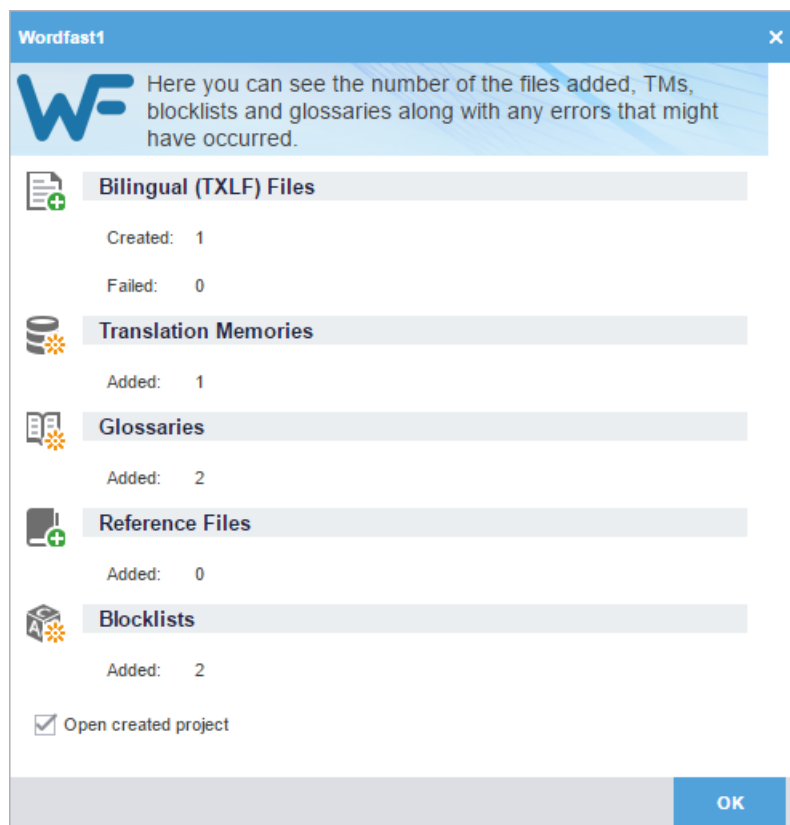 Wordfast1
WF
Here you can see the number of the files added, TMs,
blocklists and glossaries along with any errors that might
have occurred.
Bilingual (TXLF) Files
Created: 1
Failed: 0
Translation Memories
Added: 1
Glossaries
Added: 2
Reference Files
Added: 0
Blocklists
Added: 2
Open created project
OK